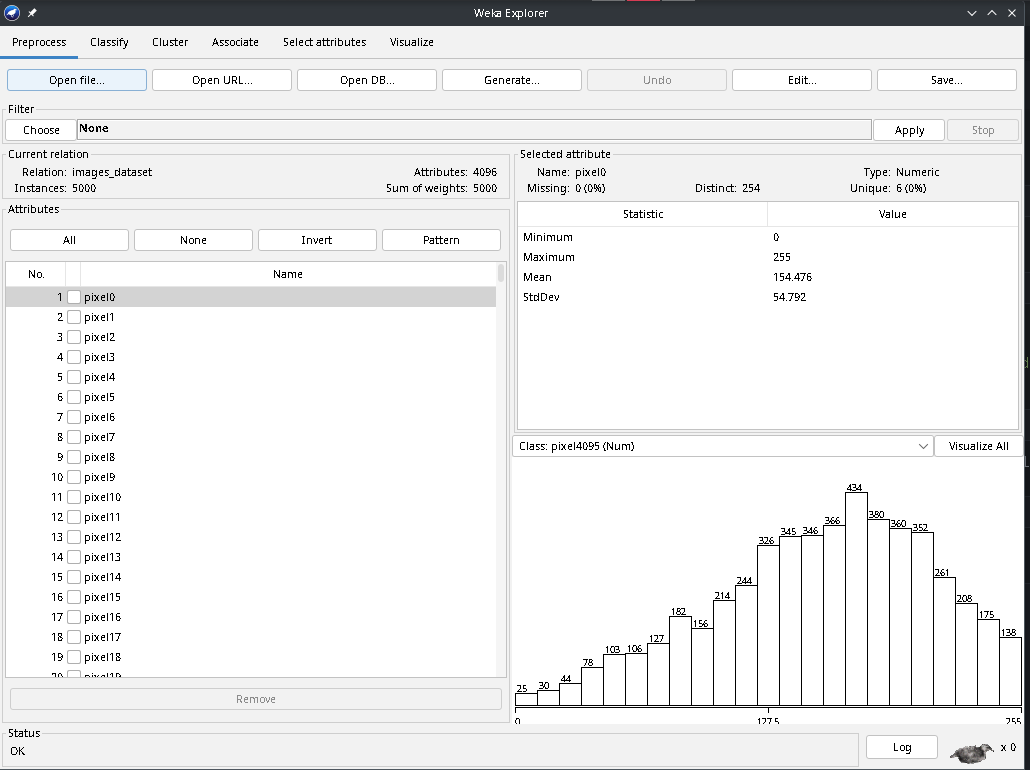 Weka Explorer
Preprocess Classify Cluster Associate Select attributes Visualize
Open file... Open URL... Open DB... Generate... Undo Edit... Save...
Filter
Choose None Apply Stop
Current relation
Relation: images_dataset Attributes: 4096
Instances: 5000 Sum of weights: 5000
Attributes
All None Invert Pattern
No. Name
1 pixel0
2 pixel1
3 pixel2
4 pixel3
5 pixel4
6 pixel5
7 pixel6
8 pixel7
9 pixel8
10 pixel9
11 pixel10
12 pixel11
13 pixel12
14 pixel13
15 pixel14
16 pixel15
17 pixel16
18 pixel17
19 pixel18
20 pixel19
Remove
Selected attribute
Name: pixel0 Type: Numeric
Missing: 0 (0%) Distinct: 254 Unique: 6 (0%)
Statistic Value
Minimum 0
Maximum 255
Mean 154.476
StdDev 54.792
Class: pixel4095 (Num) Visualize All
25 30 44 78 103 106 127 182 156 214 244 326 345 346 366 434 380 360 352 261 208 175 138
0 127.5 255
Status
OK
Log x 0